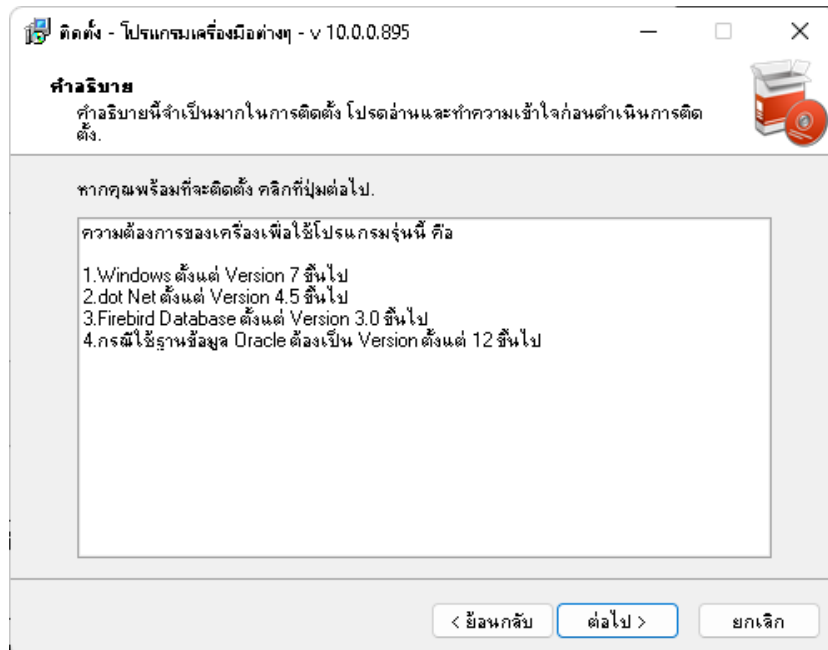 ติดตั้ง - โปรแกรมเครื่องมือต่างๆ - v 10.0.0.895
คำอธิบาย
คำอธิบายนี้จำเป็นมากในการติดตั้ง โปรดอ่านและทำความเข้าใจก่อนดำเนินการติด
ตั้ง.
หากคุณพร้อมที่จะติดตั้ง คลิกที่ปุ่มต่อไป.
ความต้องการของเครื่องเพื่อใช้โปรแกรมรุ่นนี้ คือ
1.Windows ตั้งแต่ Version 7 ขึ้นไป
2.dot Net ตั้งแต่ Version 4.5 ขึ้นไป
3.Firebird Database ตั้งแต่ Version 3.0 ขึ้นไป
4.กรณีใช้ฐานข้อมูล Oracle ต้องเป็น Version ตั้งแต่ 12 ขึ้นไป
< ย้อนกลับ
ต่อไป >
ยกเลิก